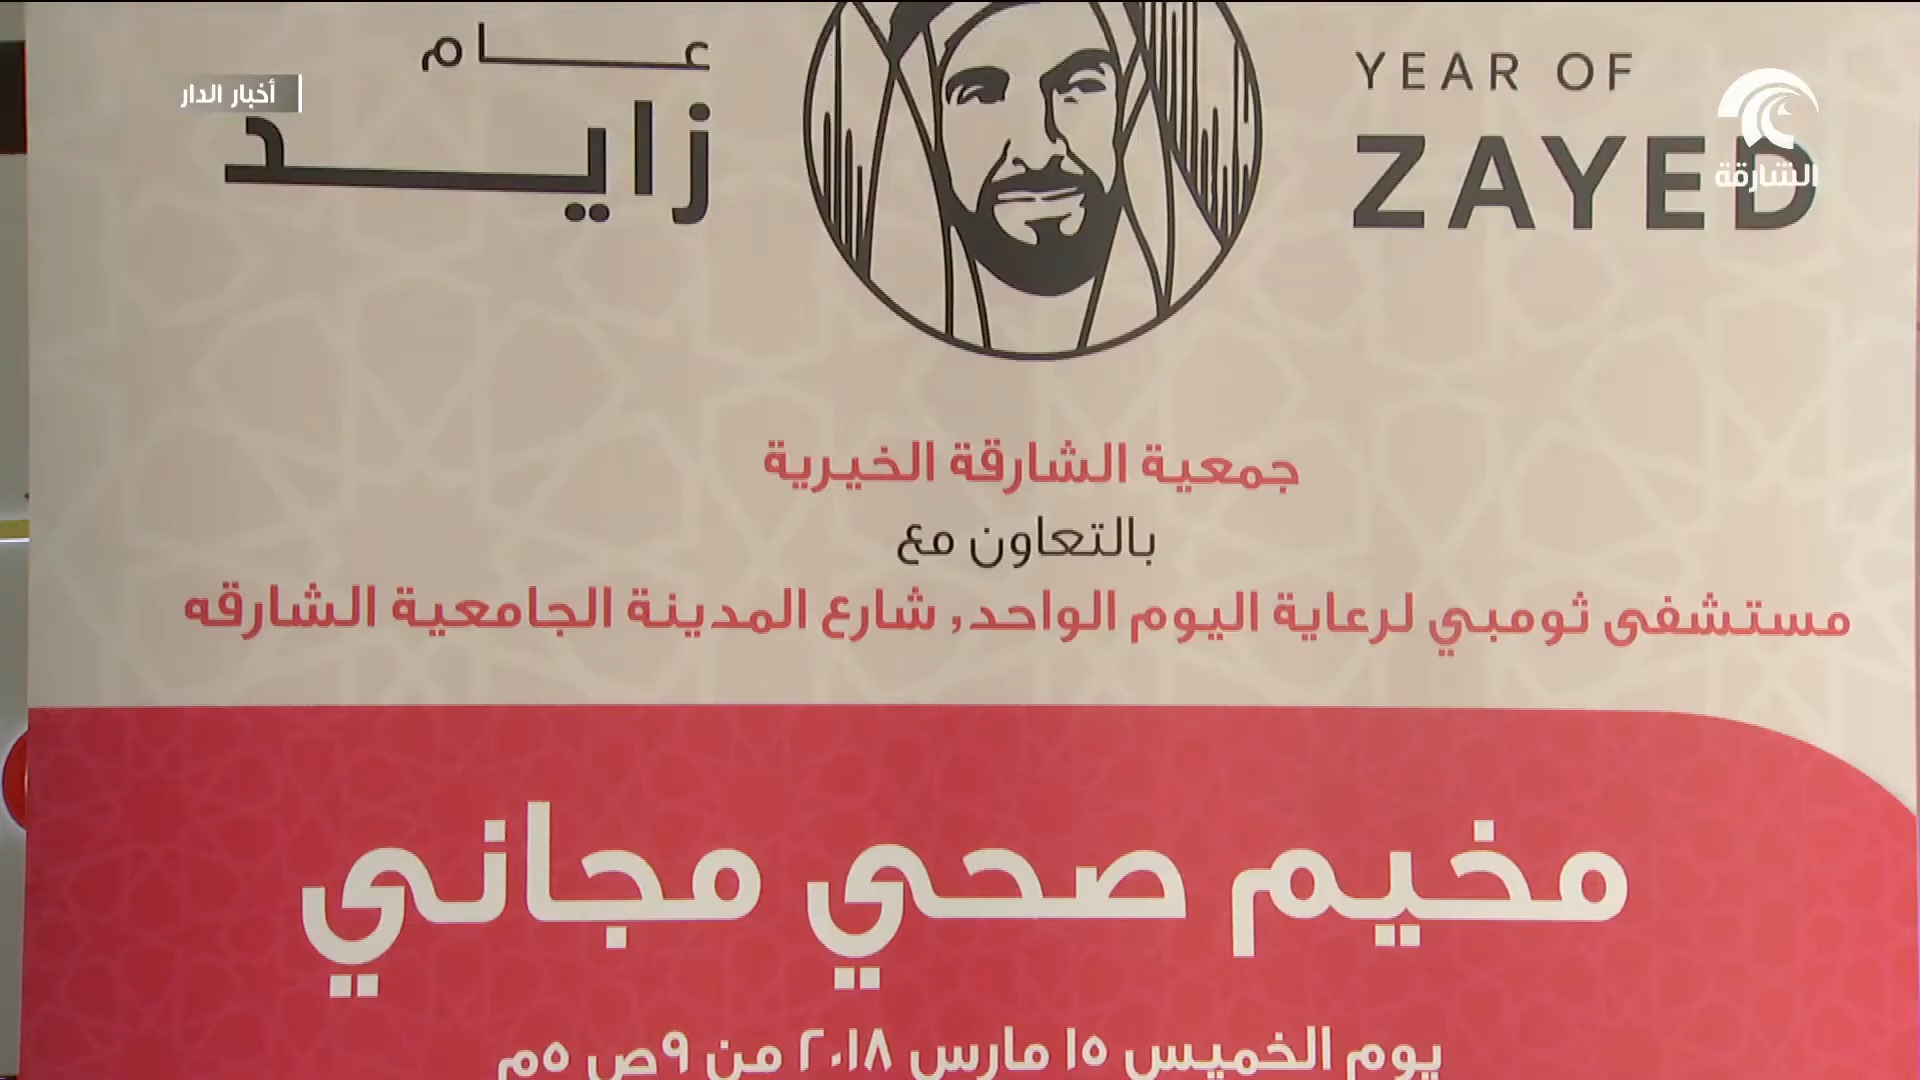 عام
زايد
YEAR OF
ZAYED
أخبار الدار
الشارقة
جمعية الشارقة الخيرية
بالتعاون مع
مستشفى ثومبي لرعاية اليوم الواحد, شارع المدينة الجامعية الشارقه
مخيم صحي مجاني
يوم الخميس ١٥ مارس ٢٠١٨ من ٩ص ٥م